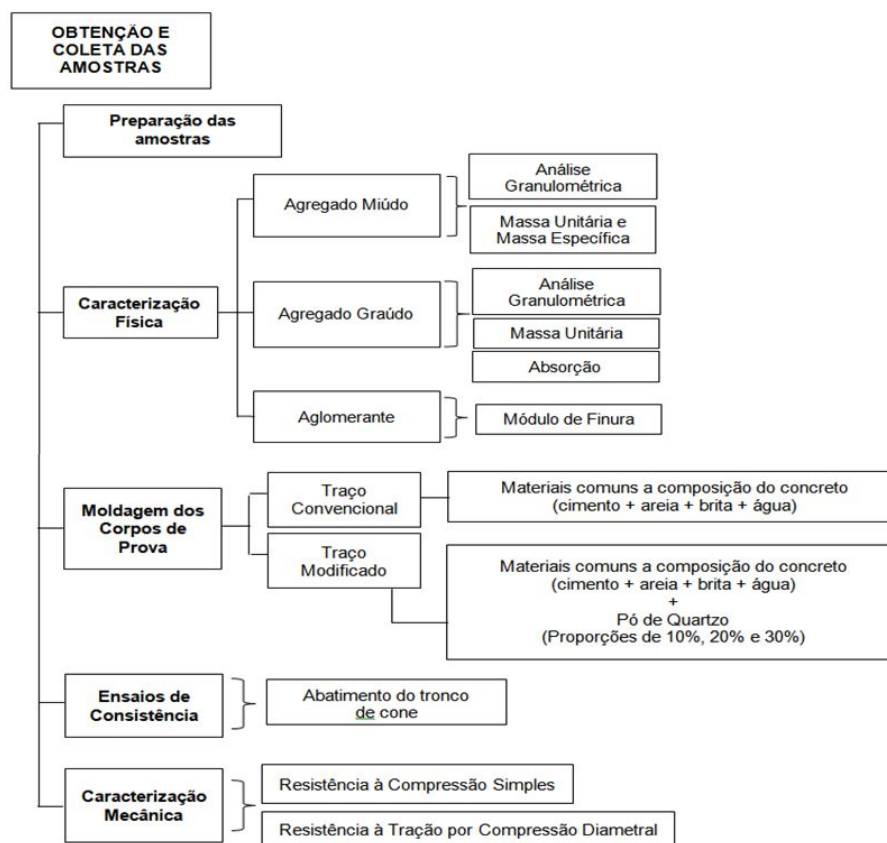 OBTENÇÃO E
COLETA DAS
AMOSTRAS
Preparação das
amostras
Caracterização
Física
Agregado Miúdo
Análise
Granulométrica
Massa Unitária e
Massa Específica
Agregado Graúdo
Análise
Granulométrica
Massa Unitária
Absorção
Aglomerante
Módulo de Finura
Moldagem dos
Corpos de
Prova
Traço
Convencional
Materiais comuns a composição do concreto
(cimento + areia + brita + água)
Traço
Modificado
Materiais comuns a composição do concreto
(cimento + areia + brita + água)
+
Pó de Quartzo
(Proporções de 10%, 20% e 30%)
Ensaios de
Consistência
Abatimento do tronco
de cone
Caracterização
Mecânica
Resistência à Compressão Simples
Resistência à Tração por Compressão Diametral